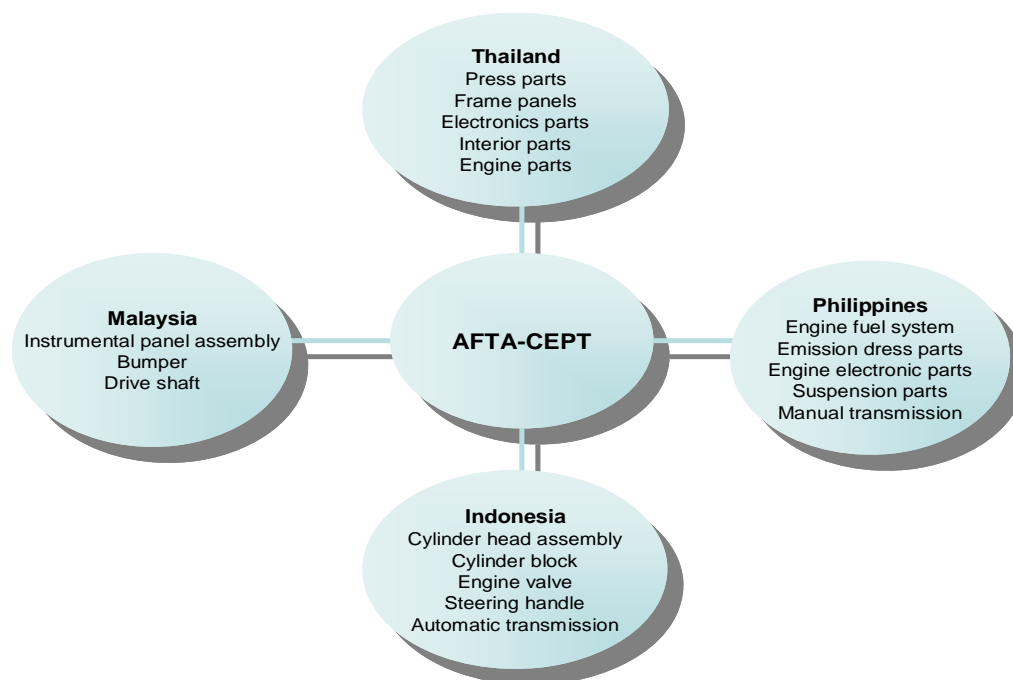 Thailand
Press parts
Frame panels
Electronics parts
Interior parts
Engine parts
Malaysia
Instrumental panel assembly
Bumper
Drive shaft
AFTA-CEPT
Philippines
Engine fuel system
Emission dress parts
Engine electronic parts
Suspension parts
Manual transmission
Indonesia
Cylinder head assembly
Cylinder block
Engine valve
Steering handle
Automatic transmission